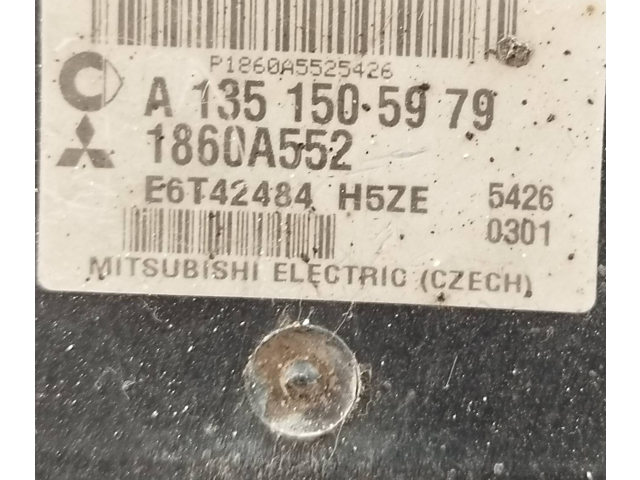 P1860A5525426
A 135 150 59 79
1860A552
E6T42484 H5ZE 5426
0301
MITSUBISHI ELECTRIC (CZECH)